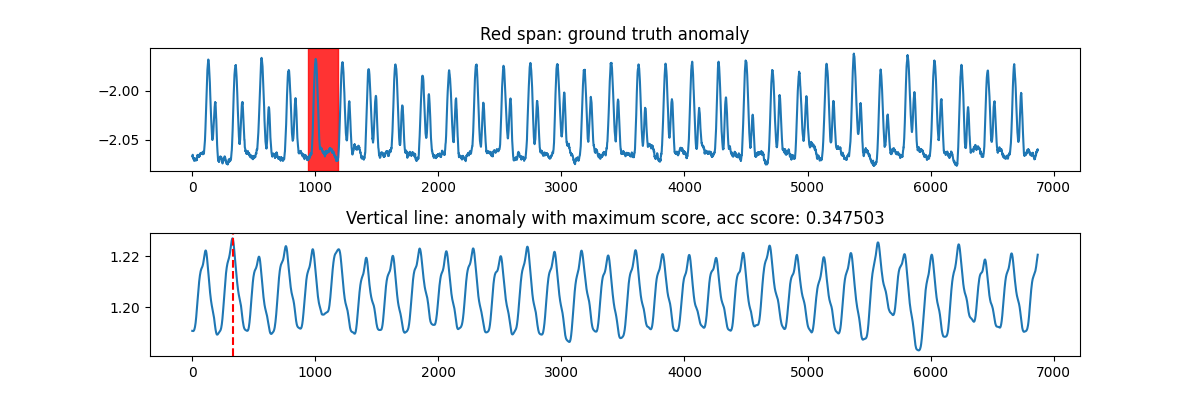 Red span: ground truth anomaly
−2.00
−2.05
0 1000 2000 3000 4000 5000 6000 7000
Vertical line: anomaly with maximum score, acc score: 0.347503
1.22
1.20
0 1000 2000 3000 4000 5000 6000 7000